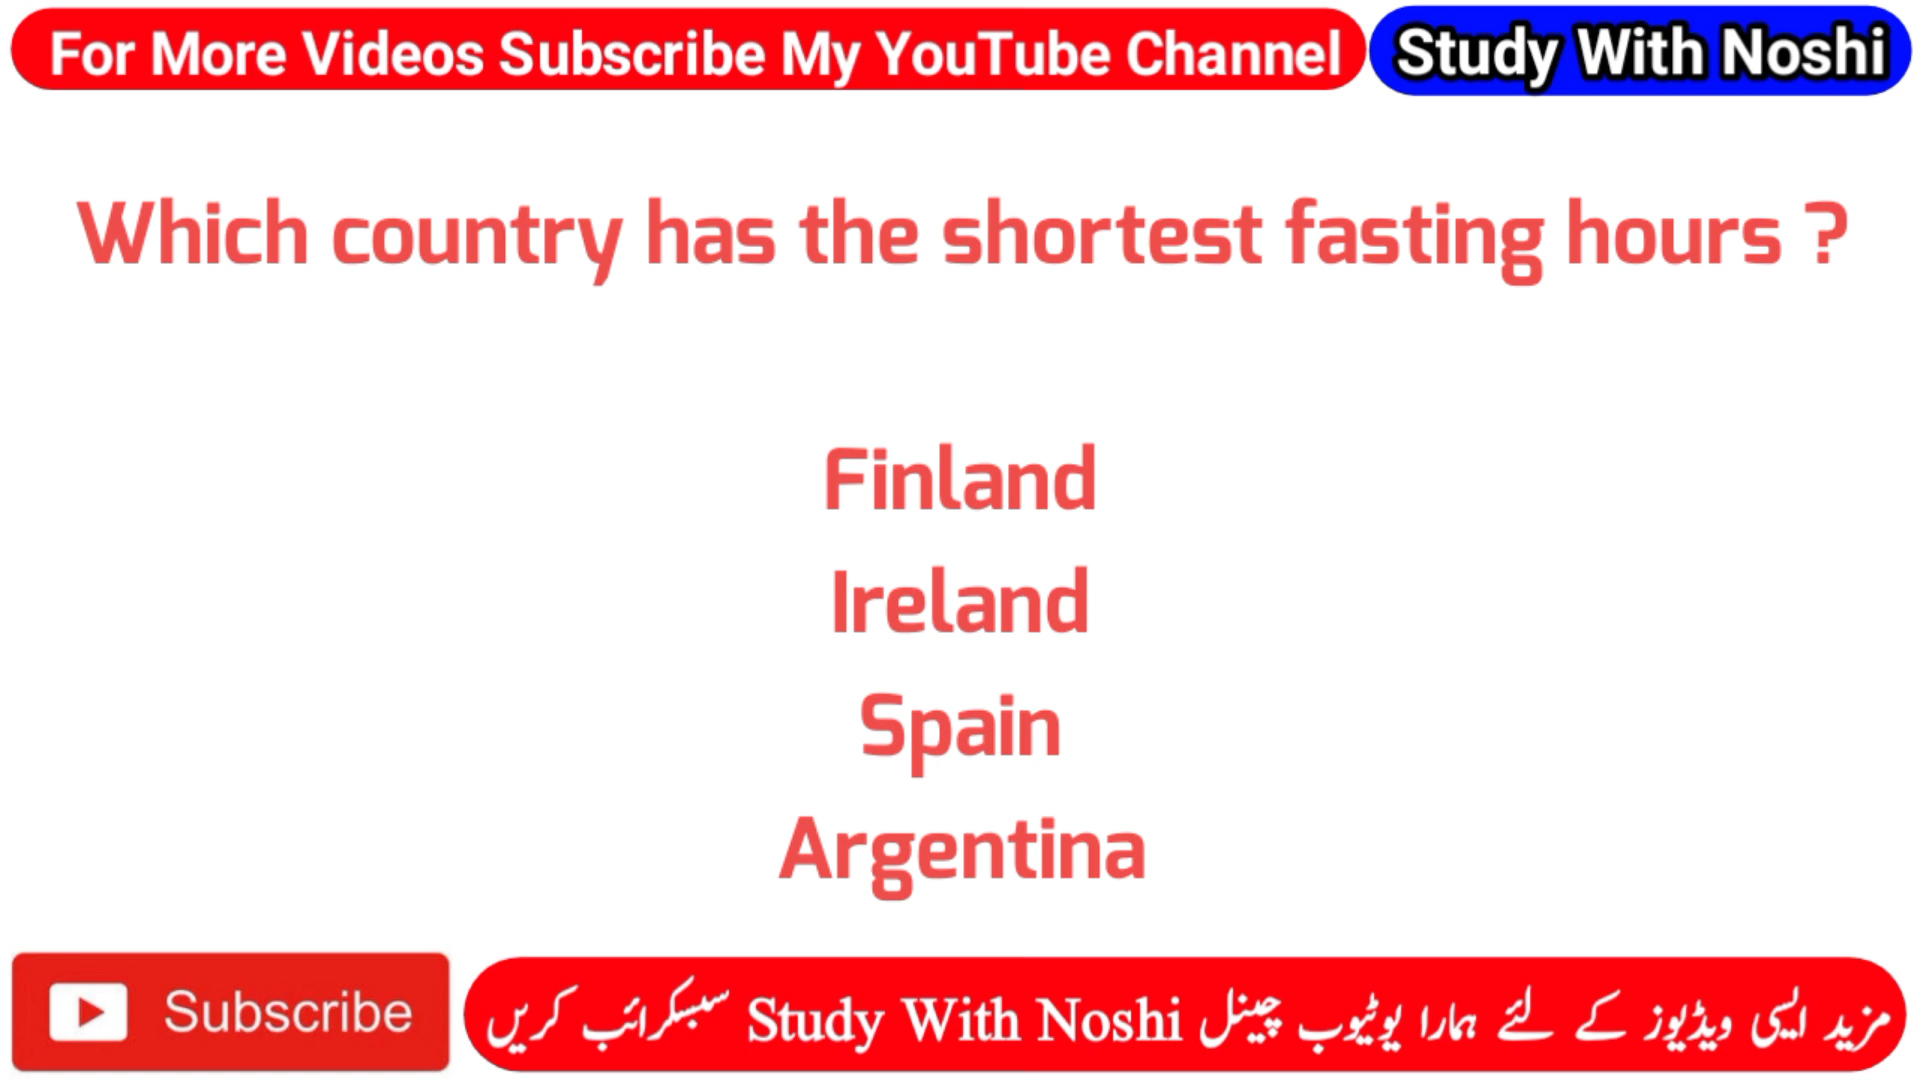 For More Videos Subscribe My YouTube Channel
Study With Noshi
Which country has the shortest fasting hours ?
Finland
Ireland
Spain
Argentina
Subscribe
مزید ایسی ویڈیوز کے لئے ہمارا یوٹیوب چینل Study With Noshi سبسکرائب کریں